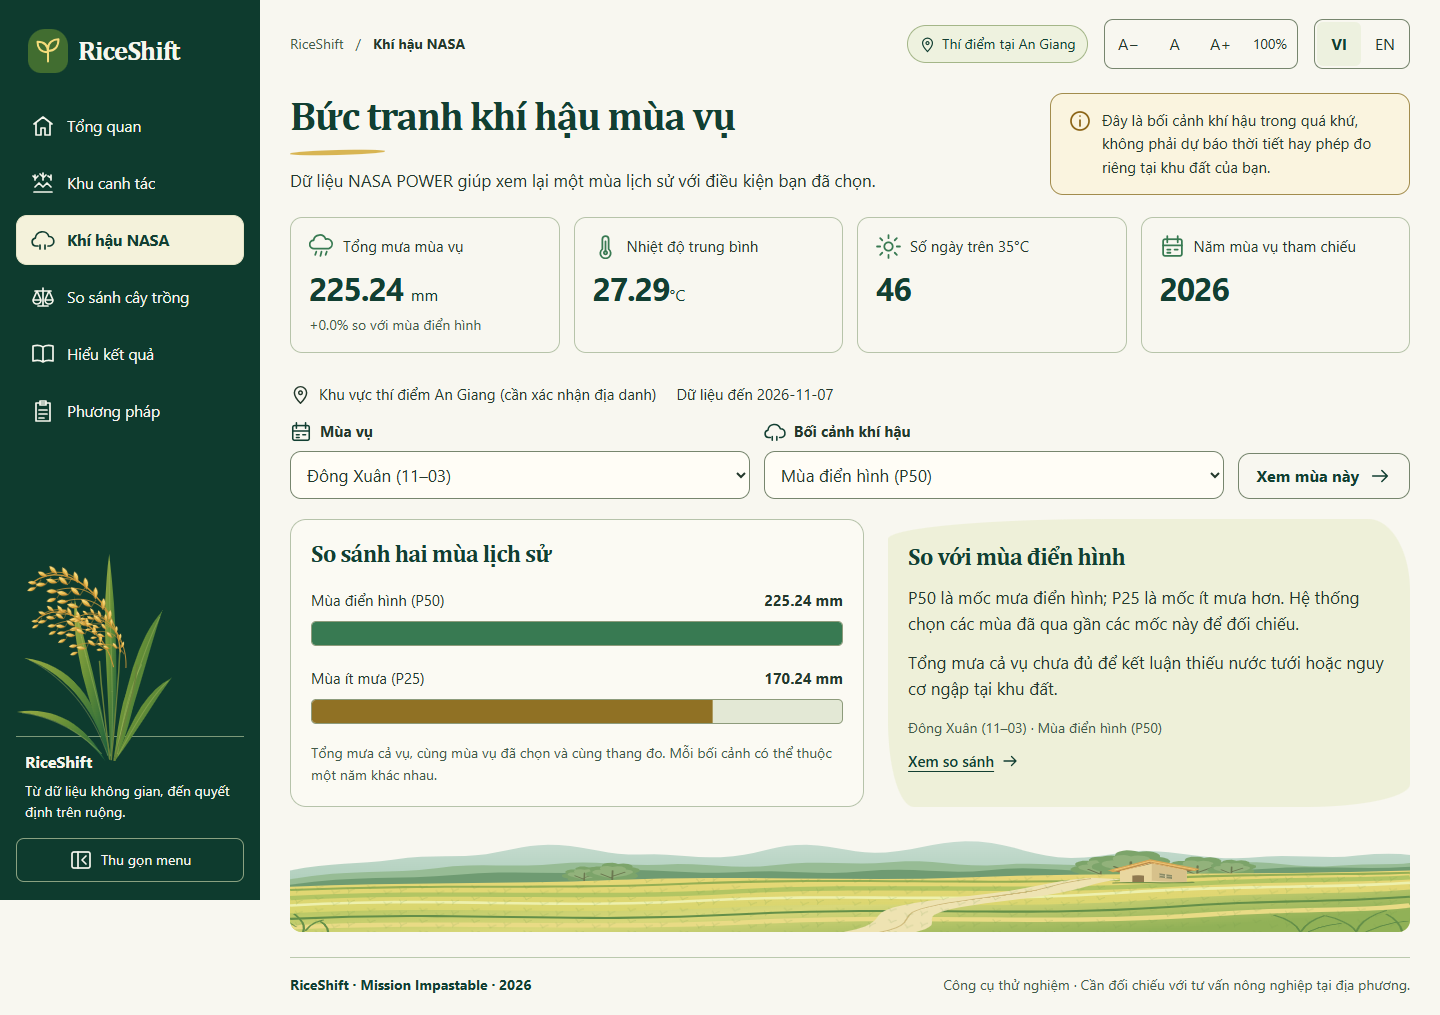 RiceShift
Tổng quan
Khu canh tác
Khí hậu NASA
So sánh cây trồng
Hiểu kết quả
Phương pháp
RiceShift
Từ dữ liệu không gian, đến quyết
định trên ruộng.
Thu gọn menu
RiceShift / Khí hậu NASA
Thí điểm tại An Giang
A− A A+ 100%
VI EN
Bức tranh khí hậu mùa vụ
Dữ liệu NASA POWER giúp xem lại một mùa lịch sử với điều kiện bạn đã chọn.
Đây là bối cảnh khí hậu trong quá khứ,
không phải dự báo thời tiết hay phép đo
riêng tại khu đất của bạn.
Tổng mưa mùa vụ
225.24 mm
+0.0% so với mùa điển hình
Nhiệt độ trung bình
27.29°C
Số ngày trên 35°C
46
Năm mùa vụ tham chiếu
2026
Khu vực thí điểm An Giang (cần xác nhận địa danh) Dữ liệu đến 2026-11-07
Mùa vụ
Đông Xuân (11–03)
Bối cảnh khí hậu
Mùa điển hình (P50)
Xem mùa này
So sánh hai mùa lịch sử
Mùa điển hình (P50) 225.24 mm
Mùa ít mưa (P25) 170.24 mm
Tổng mưa cả vụ, cùng mùa vụ đã chọn và cùng thang đo. Mỗi bối cảnh có thể thuộc
một năm khác nhau.
So với mùa điển hình
P50 là mốc mưa điển hình; P25 là mốc ít mưa hơn. Hệ thống
chọn các mùa đã qua gần các mốc này để đối chiếu.
Tổng mưa cả vụ chưa đủ để kết luận thiếu nước tưới hoặc nguy
cơ ngập tại khu đất.
Đông Xuân (11–03) · Mùa điển hình (P50)
Xem so sánh
RiceShift · Mission Impastable · 2026
Công cụ thử nghiệm · Cần đối chiếu với tư vấn nông nghiệp tại địa phương.